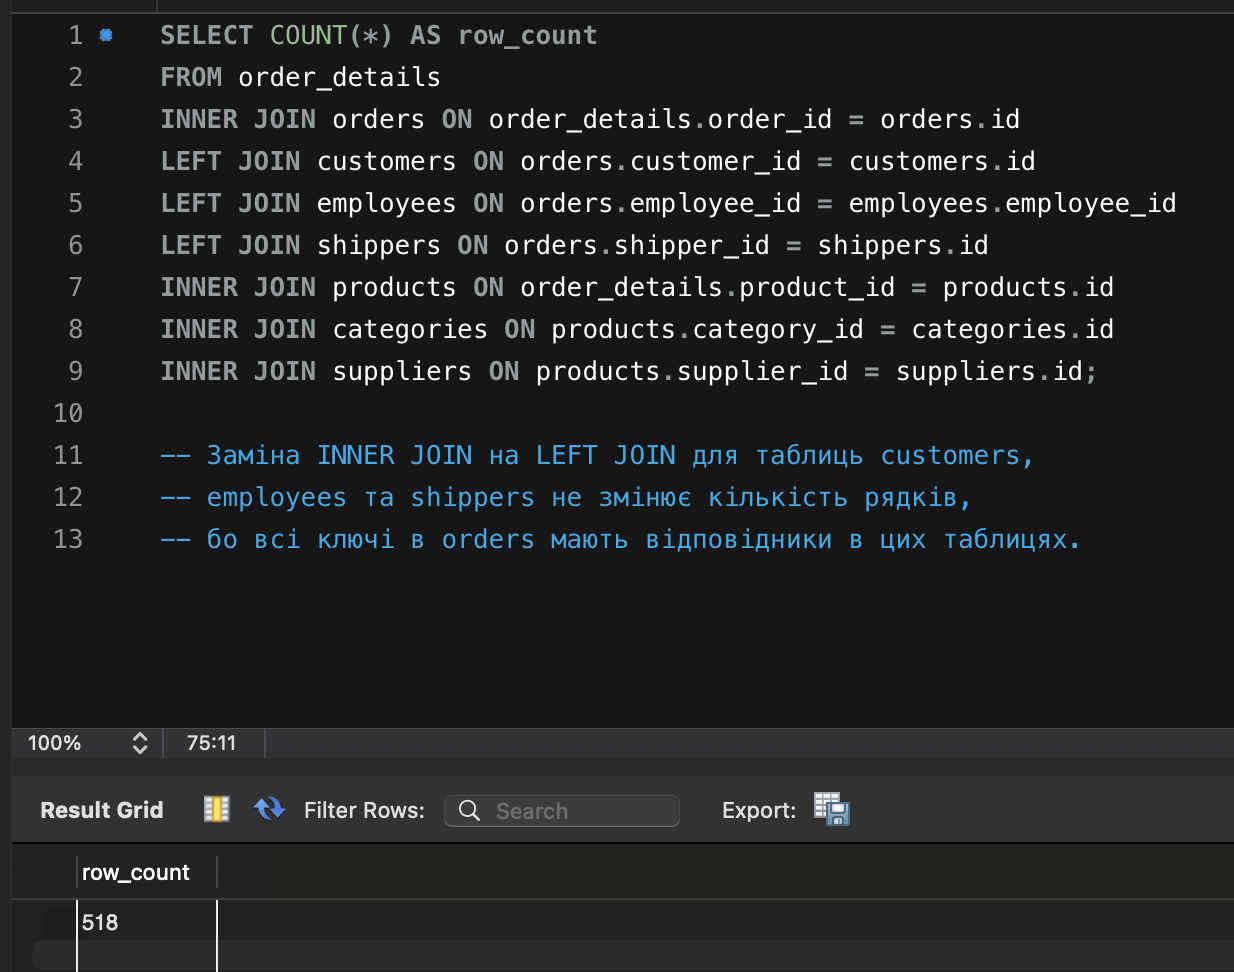 1 SELECT COUNT(*) AS row_count
2 FROM order_details
3 INNER JOIN orders ON order_details.order_id = orders.id
4 LEFT JOIN customers ON orders.customer_id = customers.id
5 LEFT JOIN employees ON orders.employee_id = employees.employee_id
6 LEFT JOIN shippers ON orders.shipper_id = shippers.id
7 INNER JOIN products ON order_details.product_id = products.id
8 INNER JOIN categories ON products.category_id = categories.id
9 INNER JOIN suppliers ON products.supplier_id = suppliers.id;
10
11 -- Заміна INNER JOIN на LEFT JOIN для таблиць customers,
12 -- employees та shippers не змінює кількість рядків,
13 -- бо всі ключі в orders мають відповідники в цих таблицях.
100% 75:11
Result Grid Filter Rows: Search Export:
row_count
518